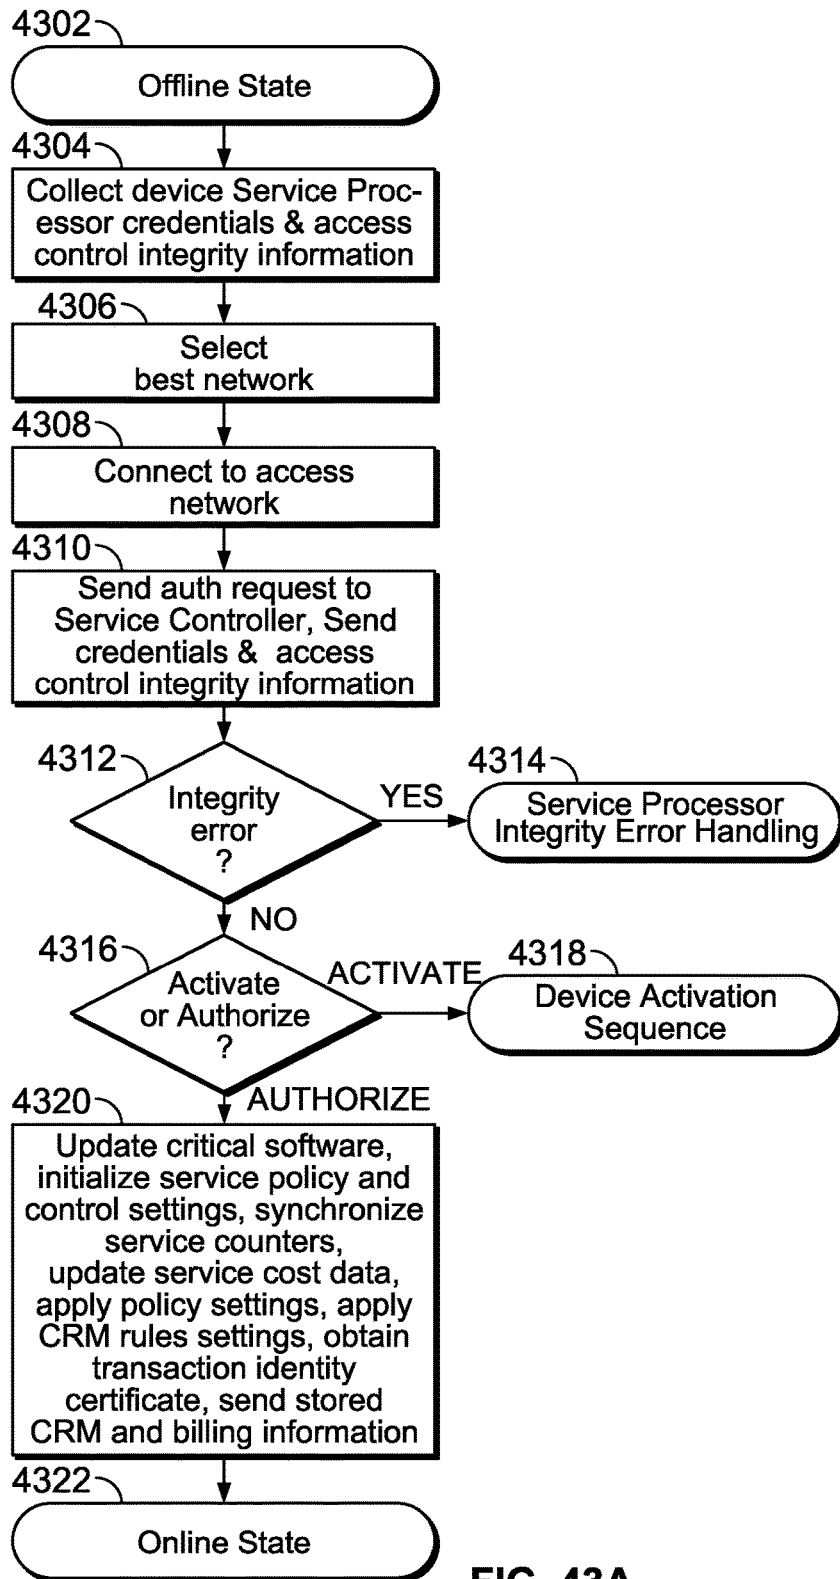 4302
Offline State
4304
Collect device Service Proc-
essor credentials & access
control integrity information
4306
Select
best network
4308
Connect to access
network
4310
Send auth request to
Service Controller, Send
credentials & access
control integrity information
4312
Integrity
error
?
YES
4314
Service Processor
Integrity Error Handling
NO
4316
Activate
or Authorize
?
ACTIVATE
4318
Device Activation
Sequence
AUTHORIZE
4320
Update critical software,
initialize service policy and
control settings, synchronize
service counters,
update service cost data,
apply policy settings, apply
CRM rules settings, obtain
transaction identity
certificate, send stored
CRM and billing information
4322
Online State
FIG. 43A